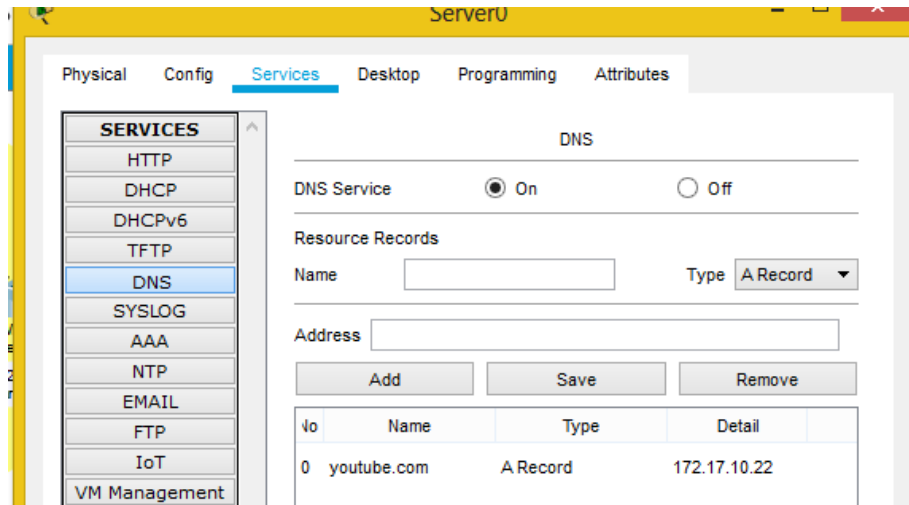 Server0
Physical Config Services Desktop Programming Attributes
SERVICES
HTTP
DHCP
DHCPv6
TFTP
DNS
SYSLOG
AAA
NTP
EMAIL
FTP
IoT
VM Management
DNS
DNS Service On Off
Resource Records
Name Type A Record
Address
Add Save Remove
No Name Type Detail
0 youtube.com A Record 172.17.10.22